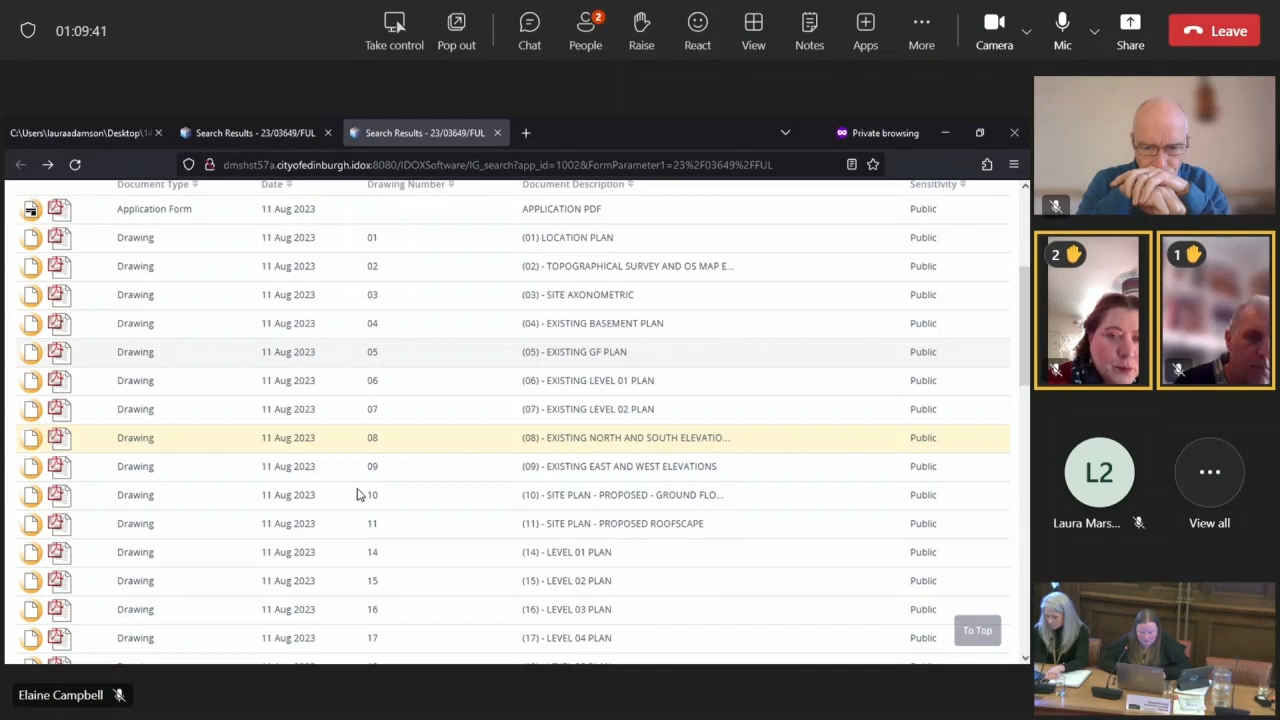 01:09:41
Take control
Pop out
Chat
2
People
Raise
React
View
Notes
Apps
More
Camera
Mic
Share
Leave
C:\Users\lauraadamson\Desktop\14
Search Results - 23/03649/FUL
Search Results - 23/03649/FUL
Private browsing
dmshst57a.cityofedinburgh.idox:8080/IDOXSoftware/IG_search?app_id=1002&FormParameter1=23%2F03649%2FFUL
Document Type Date Drawing Number Document Description Sensitivity
Application Form 11 Aug 2023 APPLICATION PDF Public
Drawing 11 Aug 2023 01 (01) LOCATION PLAN Public
Drawing 11 Aug 2023 02 (02) - TOPOGRAPHICAL SURVEY AND OS MAP E... Public
Drawing 11 Aug 2023 03 (03) - SITE AXONOMETRIC Public
Drawing 11 Aug 2023 04 (04) - EXISTING BASEMENT PLAN Public
Drawing 11 Aug 2023 05 (05) - EXISTING GF PLAN Public
Drawing 11 Aug 2023 06 (06) - EXISTING LEVEL 01 PLAN Public
Drawing 11 Aug 2023 07 (07) - EXISTING LEVEL 02 PLAN Public
Drawing 11 Aug 2023 08 (08) - EXISTING NORTH AND SOUTH ELEVATIO... Public
Drawing 11 Aug 2023 09 (09) - EXISTING EAST AND WEST ELEVATIONS Public
Drawing 11 Aug 2023 10 (10) - SITE PLAN - PROPOSED - GROUND FLO... Public
Drawing 11 Aug 2023 11 (11) - SITE PLAN - PROPOSED ROOFSCAPE Public
Drawing 11 Aug 2023 14 (14) - LEVEL 01 PLAN Public
Drawing 11 Aug 2023 15 (15) - LEVEL 02 PLAN Public
Drawing 11 Aug 2023 16 (16) - LEVEL 03 PLAN Public
Drawing 11 Aug 2023 17 (17) - LEVEL 04 PLAN Public
To Top
2
1
L2
Laura Mars...
View all
Elaine Campbell